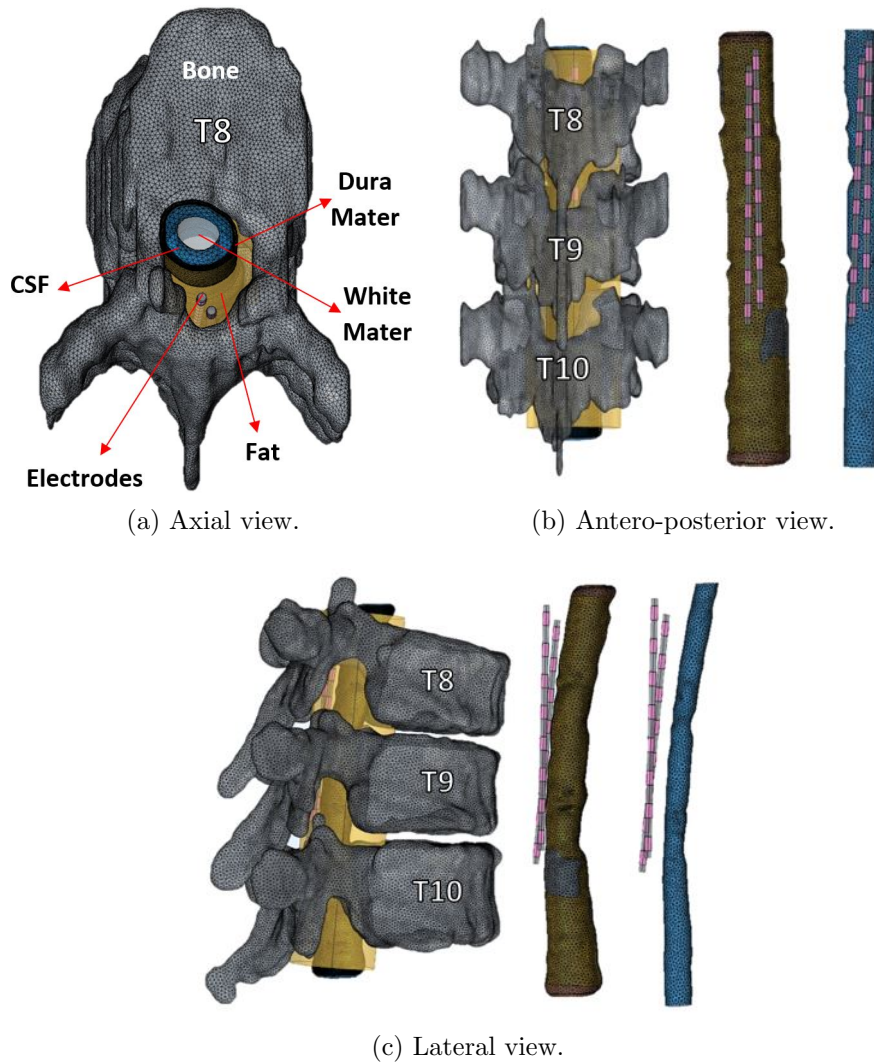 Bone
T8
Dura
Mater
CSF
White
Mater
Electrodes
Fat
(a) Axial view.
T8
T9
T10
(b) Antero-posterior view.
T8
T9
T10
(c) Lateral view.